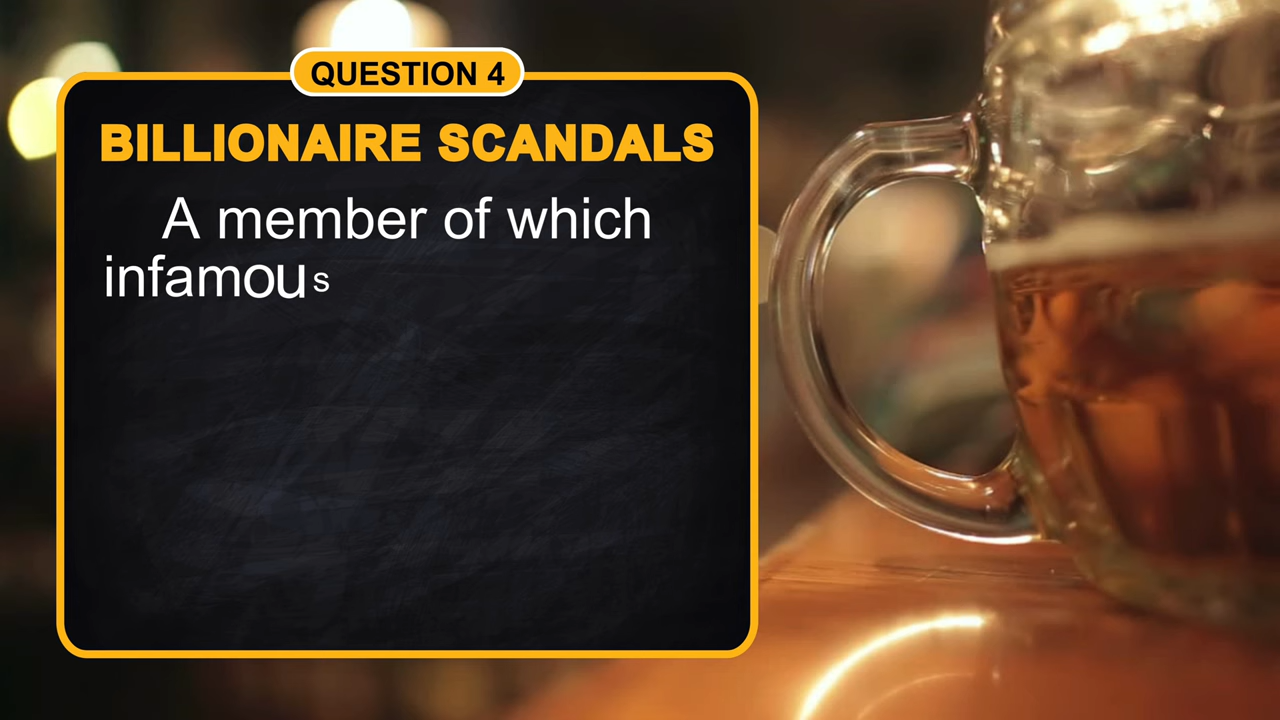 QUESTION 4
BILLIONAIRE SCANDALS
A member of which
infamous